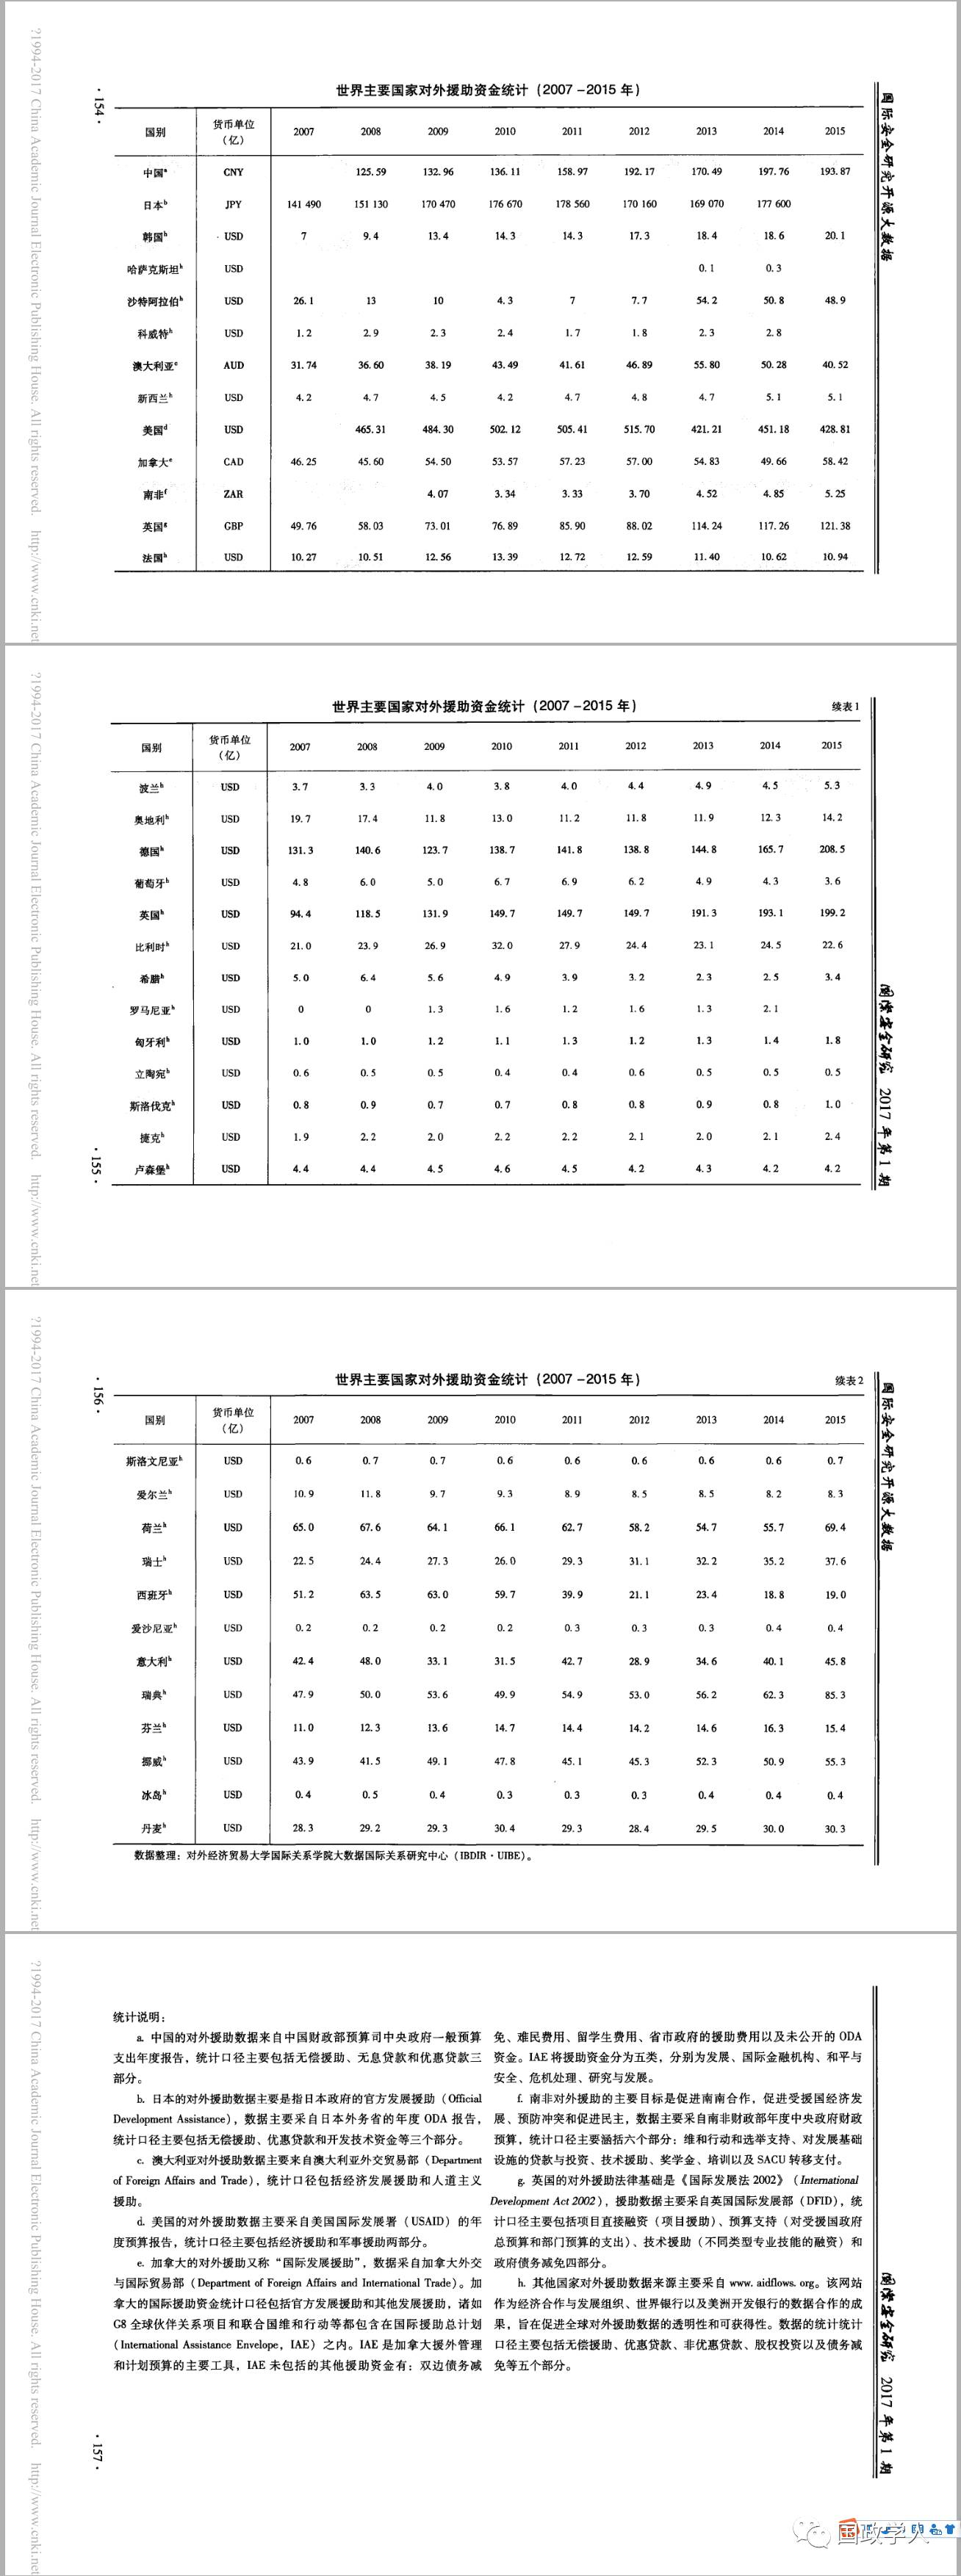 世界主要国家对外援助资金统计（2007－2015年）
国别 货币单位（亿） 2007 2008 2009 2010 2011 2012 2013 2014 2015
中国a CNY 125.59 132.96 136.11 158.97 192.17 170.49 197.76 193.87
日本b JPY 141 490 151 130 170 470 176 670 178 560 170 160 169 070 177 600
韩国h USD 7 9.4 13.4 14.3 14.3 17.3 18.4 18.6 20.1
哈萨克斯坦h USD 0.1 0.3
沙特阿拉伯h USD 26.1 13 10 4.3 7 7.7 54.2 50.8 48.9
科威特h USD 1.2 2.9 2.3 2.4 1.7 1.8 2.3 2.8
澳大利亚c AUD 31.74 36.60 38.19 43.49 41.61 46.89 55.80 50.28 40.52
新西兰h USD 4.2 4.7 4.5 4.2 4.7 4.8 4.7 5.1 5.1
美国d USD 465.31 484.30 502.12 505.41 515.70 421.21 451.18 428.81
加拿大e CAD 46.25 45.60 54.50 53.57 57.23 57.00 54.83 49.66 58.42
南非f ZAR 4.07 3.34 3.33 3.70 4.52 4.85 5.25
英国g GBP 49.76 58.03 73.01 76.89 85.90 88.02 114.24 117.26 121.38
法国h USD 10.27 10.51 12.56 13.39 12.72 12.59 11.40 10.62 10.94
·154·
国际安全研究开源大数据
?1994-2017 China Academic Journal Electronic Publishing House. All rights reserved. http://www.cnki.net
世界主要国家对外援助资金统计（2007－2015年）
续表1
国别 货币单位（亿） 2007 2008 2009 2010 2011 2012 2013 2014 2015
波兰h USD 3.7 3.3 4.0 3.8 4.0 4.4 4.9 4.5 5.3
奥地利h USD 19.7 17.4 11.8 13.0 11.2 11.8 11.9 12.3 14.2
德国h USD 131.3 140.6 123.7 138.7 141.8 138.8 144.8 165.7 208.5
葡萄牙h USD 4.8 6.0 5.0 6.7 6.9 6.2 4.9 4.3 3.6
英国h USD 94.4 118.5 131.9 149.7 149.7 149.7 191.3 193.1 199.2
比利时h USD 21.0 23.9 26.9 32.0 27.9 24.4 23.1 24.5 22.6
希腊h USD 5.0 6.4 5.6 4.9 3.9 3.2 2.3 2.5 3.4
罗马尼亚h USD 0 0 1.3 1.6 1.2 1.6 1.3 2.1
匈牙利h USD 1.0 1.0 1.2 1.1 1.3 1.2 1.3 1.4 1.8
立陶宛h USD 0.6 0.5 0.5 0.4 0.4 0.6 0.5 0.5 0.5
斯洛伐克h USD 0.8 0.9 0.7 0.7 0.8 0.8 0.9 0.8 1.0
捷克h USD 1.9 2.2 2.0 2.2 2.2 2.1 2.0 2.1 2.4
卢森堡h USD 4.4 4.4 4.5 4.6 4.5 4.2 4.3 4.2 4.2
·155·
国际安全研究 2017年第1期
?1994-2017 China Academic Journal Electronic Publishing House. All rights reserved. http://www.cnki.net
世界主要国家对外援助资金统计（2007－2015年）
续表2
国别 货币单位（亿） 2007 2008 2009 2010 2011 2012 2013 2014 2015
斯洛文尼亚h USD 0.6 0.7 0.7 0.6 0.6 0.6 0.6 0.6 0.7
爱尔兰h USD 10.9 11.8 9.7 9.3 8.9 8.5 8.5 8.2 8.3
荷兰h USD 65.0 67.6 64.1 66.1 62.7 58.2 54.7 55.7 69.4
瑞士h USD 22.5 24.4 27.3 26.0 29.3 31.1 32.2 35.2 37.6
西班牙h USD 51.2 63.5 63.0 59.7 39.9 21.1 23.4 18.8 19.0
爱沙尼亚h USD 0.2 0.2 0.2 0.2 0.3 0.3 0.3 0.4 0.4
意大利h USD 42.4 48.0 33.1 31.5 42.7 28.9 34.6 40.1 45.8
瑞典h USD 47.9 50.0 53.6 49.9 54.9 53.0 56.2 62.3 85.3
芬兰h USD 11.0 12.3 13.6 14.7 14.4 14.2 14.6 16.3 15.4
挪威h USD 43.9 41.5 49.1 47.8 45.1 45.3 52.3 50.9 55.3
冰岛h USD 0.4 0.5 0.4 0.3 0.3 0.3 0.4 0.4 0.4
丹麦h USD 28.3 29.2 29.3 30.4 29.3 28.4 29.5 30.0 30.3
数据整理：对外经济贸易大学国际关系学院大数据国际关系研究中心（IBDIR·UIBE）。
·156·
国际安全研究开源大数据
?1994-2017 China Academic Journal Electronic Publishing House. All rights reserved. http://www.cnki.net
统计说明：
a. 中国的对外援助数据来自中国财政部预算司中央政府一般预算
支出年度报告，统计口径主要包括无偿援助、无息贷款和优惠贷款三
部分。
b. 日本的对外援助数据主要是指日本政府的官方发展援助（Official
Development Assistance），数据主要采自日本外务省的年度 ODA 报告，
统计口径主要包括无偿援助、优惠贷款和开发技术资金等三个部分。
c. 澳大利亚对外援助数据主要来自澳大利亚外交贸易部（Department
of Foreign Affairs and Trade），统计口径包括经济发展援助和人道主义
援助。
d. 美国的对外援助数据主要采自美国国际发展署（USAID）的年
度预算报告，统计口径主要包括经济援助和军事援助两部分。
e. 加拿大的对外援助又称“国际发展援助”，数据采自加拿大外交
与国际贸易部（Department of Foreign Affairs and International Trade）。加
拿大的国际援助资金统计口径包括官方发展援助和其他发展援助，诸如
G8 全球伙伴关系项目和联合国维和行动等都包含在国际援助总计划
（International Assistance Envelope，IAE）之内。IAE 是加拿大援外管理
和计划预算的主要工具，IAE 未包括的其他援助资金有：双边债务减
免、难民费用、留学生费用、省市政府的援助费用以及未公开的 ODA
资金。IAE 将援助资金分为五类，分别为发展、国际金融机构、和平与
安全、危机处理、研究与发展。
f. 南非对外援助的主要目标是促进南南合作，促进受援国经济发
展、预防冲突和促进民主，数据主要采自南非财政部年度中央政府财政
预算，统计口径主要涵括六个部分：维和行动和选举支持、对发展基础
设施的贷款与投资、技术援助、奖学金、培训以及 SACU 转移支付。
g. 英国的对外援助法律基础是《国际发展法 2002》（International
Development Act 2002），援助数据主要采自英国国际发展部（DFID），统
计口径主要包括项目直接融资（项目援助）、预算支持（对受援国政府
总预算和部门预算的支出）、技术援助（不同类型专业技能的融资）和
政府债务减免四部分。
h. 其他国家对外援助数据来源主要采自 www.aidflows.org。该网站
作为经济合作与发展组织、世界银行以及美洲开发银行的数据合作的成
果，旨在促进全球对外援助数据的透明性和可获得性。数据的统计统计
口径主要包括无偿援助、优惠贷款、非优惠贷款、股权投资以及债务减
免等五个部分。
·157·
国际安全研究 2017年第1期
?1994-2017 China Academic Journal Electronic Publishing House. All rights reserved. http://www.cnki.net
国政学人